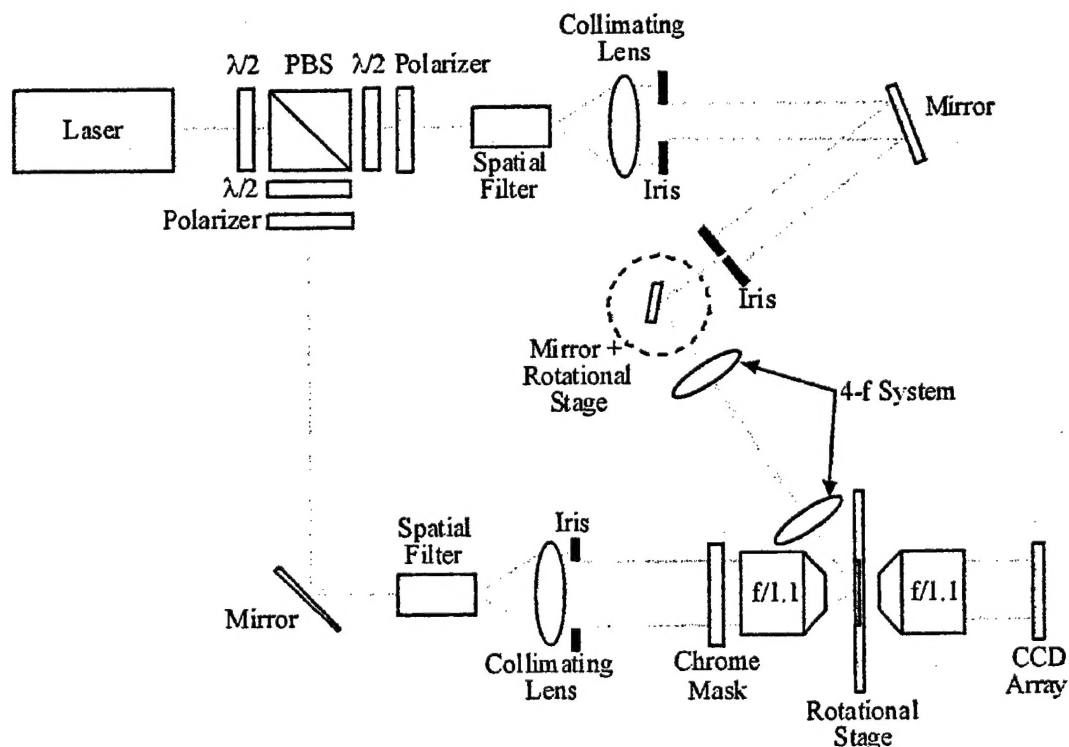 Collimating
Lens
λ/2
PBS
λ/2
Polarizer
Laser
Mirror
Spatial
Filter
Iris
λ/2
Polarizer
Iris
Mirror +
Rotational
Stage
4-f System
Spatial
Filter
Iris
f/1.1
f/1.1
Mirror
Collimating
Lens
Chrome
Mask
CCD
Array
Rotational
Stage